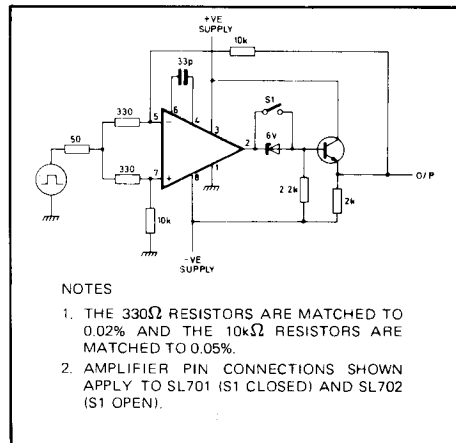 +VE
SUPPLY
10k
33p
6
4
S1
330
5
−
3
2
6V
50
330
7
+
8
1
O/P
10k
2 2k
2k
−VE
SUPPLY
NOTES
1. THE 330Ω RESISTORS ARE MATCHED TO
0.02% AND THE 10kΩ RESISTORS ARE
MATCHED TO 0.05%.
2. AMPLIFIER PIN CONNECTIONS SHOWN
APPLY TO SL701 (S1 CLOSED) AND SL702
(S1 OPEN).